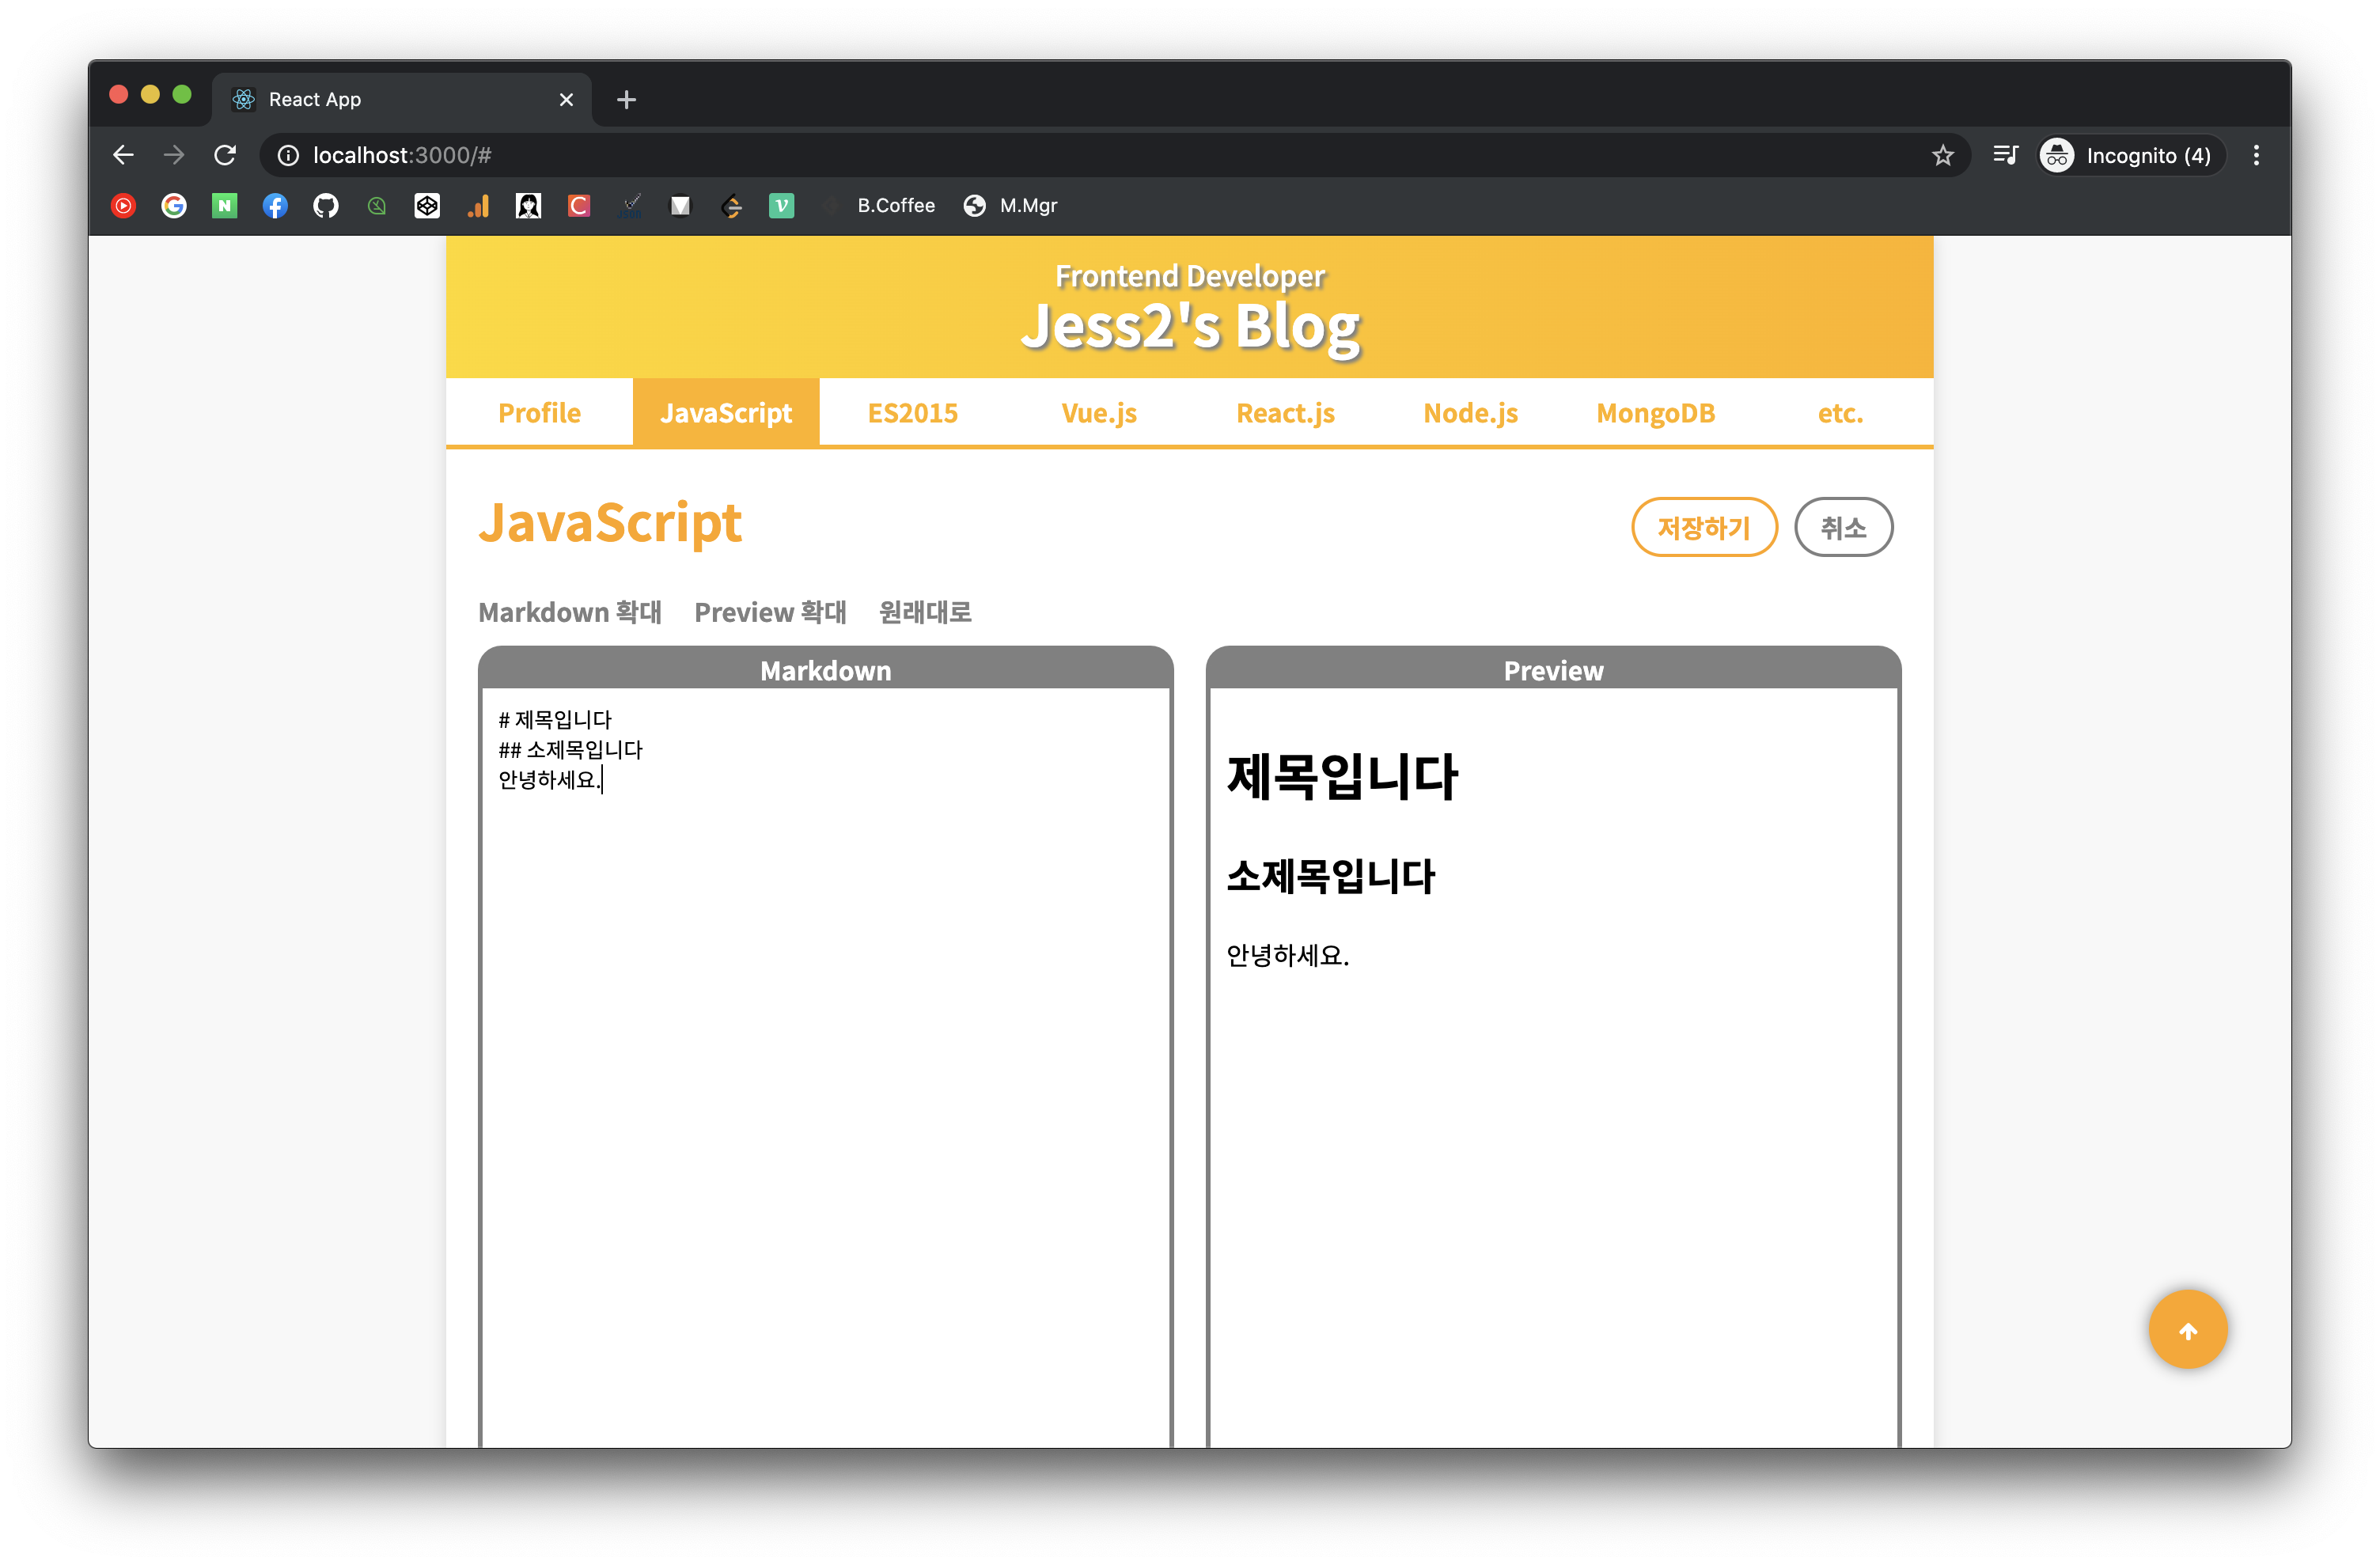 React App
localhost:3000/#
Incognito (4)
B.Coffee
M.Mgr
Frontend Developer
Jess2's Blog
Profile JavaScript ES2015 Vue.js React.js Node.js MongoDB etc.
JavaScript
저장하기 취소
Markdown 확대 Preview 확대 원래대로
Markdown
# 제목입니다
## 소제목입니다
안녕하세요.
Preview
제목입니다
소제목입니다
안녕하세요.